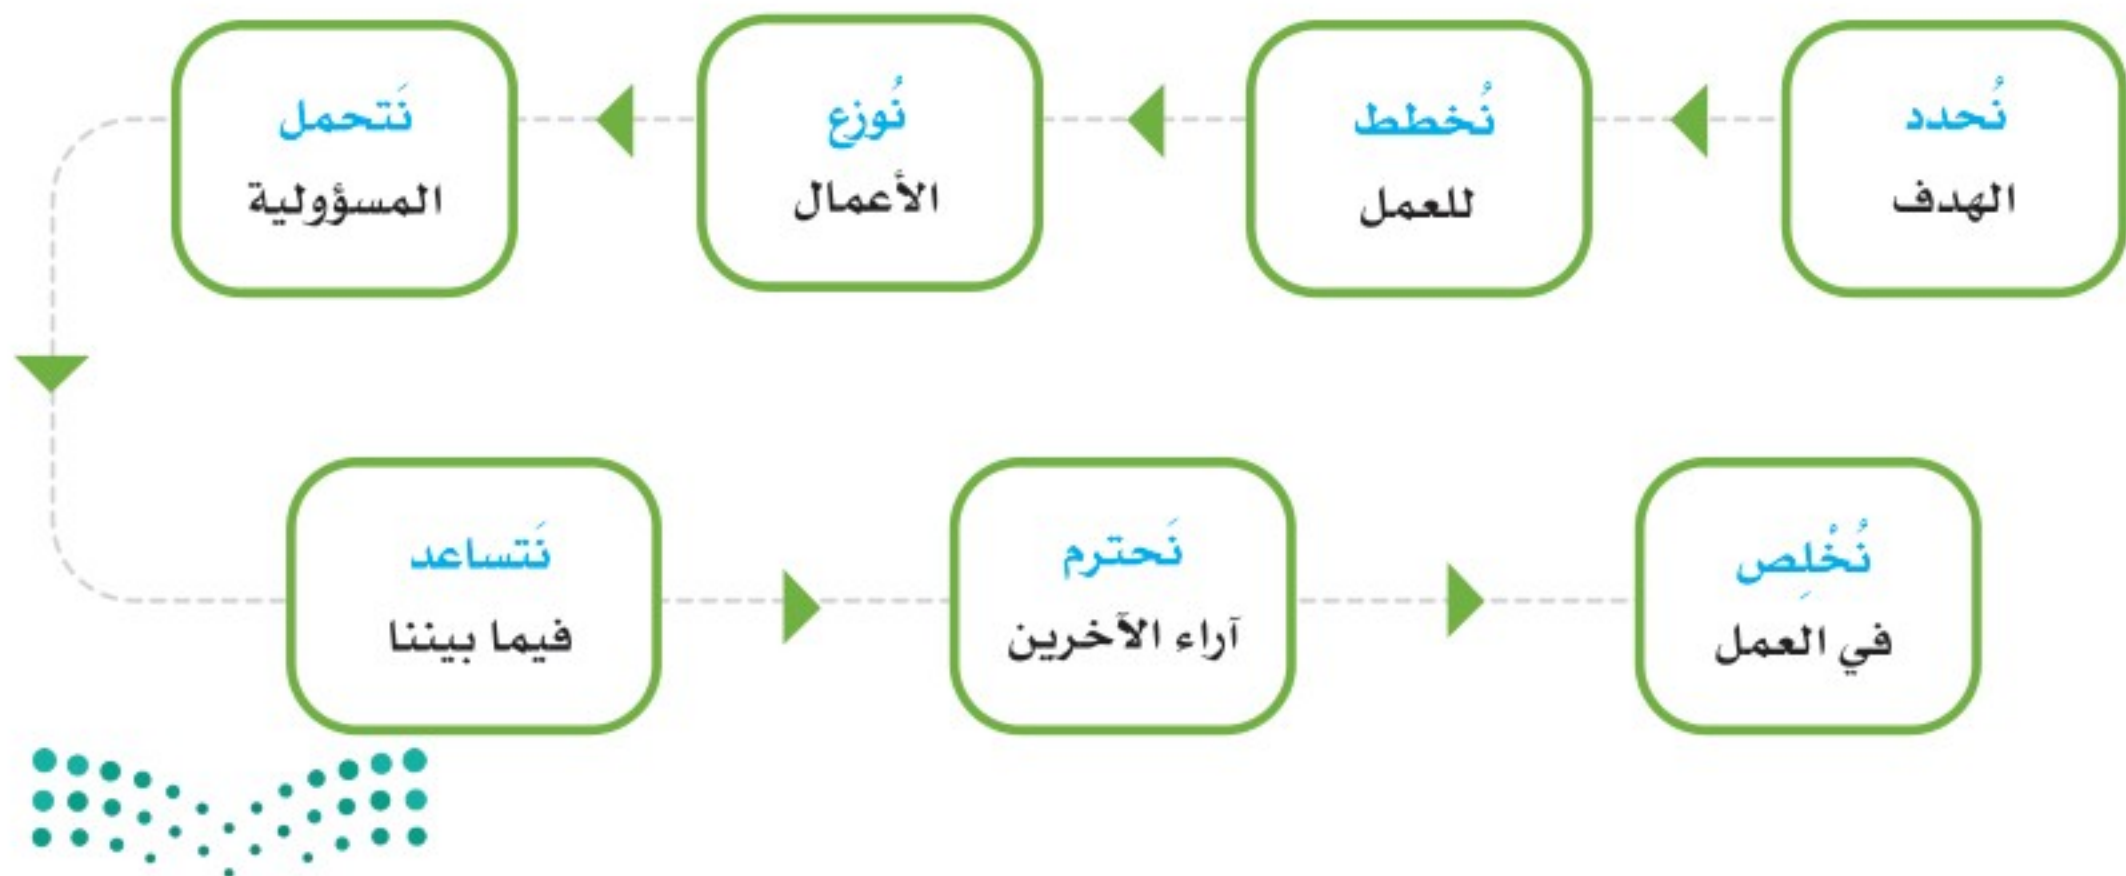 نُحدد
الهدف
نُخطط
للعمل
نُوزع
الأعمال
نَتحمل
المسؤولية
نَتساعد
فيما بيننا
نَحترم
آراء الآخرين
نُخْلِص
في العمل